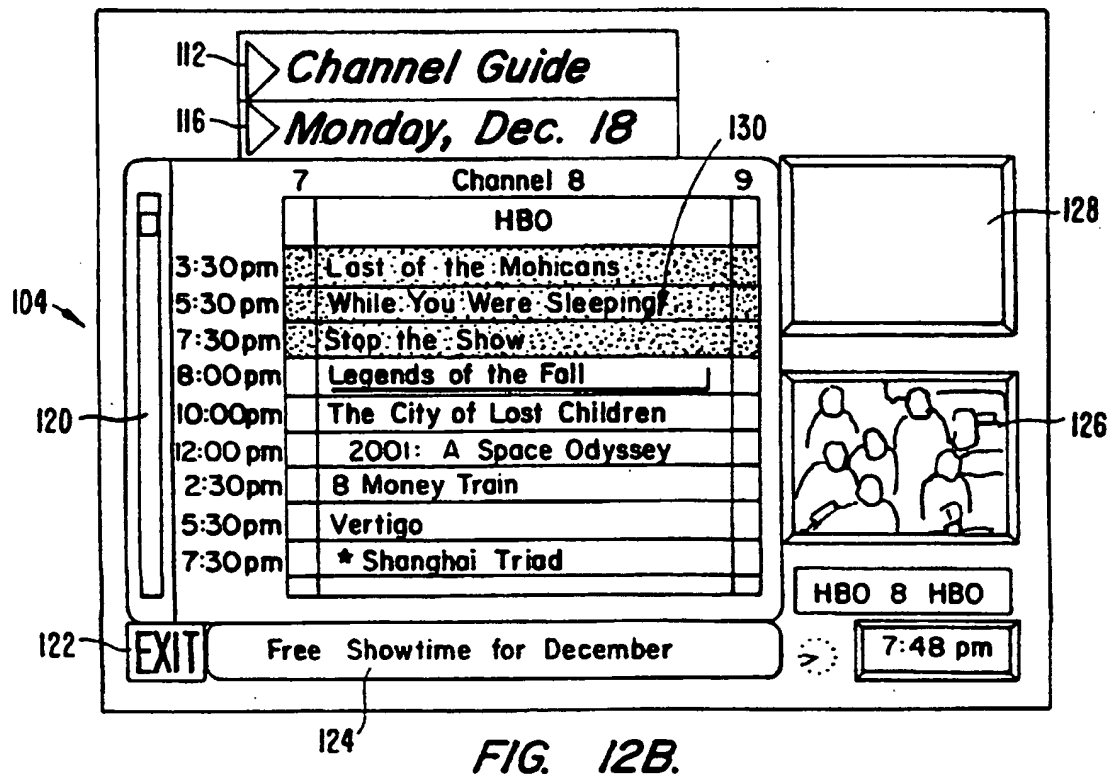 112 Channel Guide
116 Monday, Dec. 18
130
7 Channel 8 9
HBO
128
3:30pm Last of the Mohicans
104
5:30pm While You Were Sleeping
7:30pm Stop the Show
8:00pm Legends of the Fall
120
10:00pm The City of Lost Children
126
12:00 pm 2001: A Space Odyssey
2:30pm 8 Money Train
5:30pm Vertigo
7:30pm * Shanghai Triad
HBO 8 HBO
122 EXIT Free Showtime for December 7:48 pm
124
FIG. 12B.